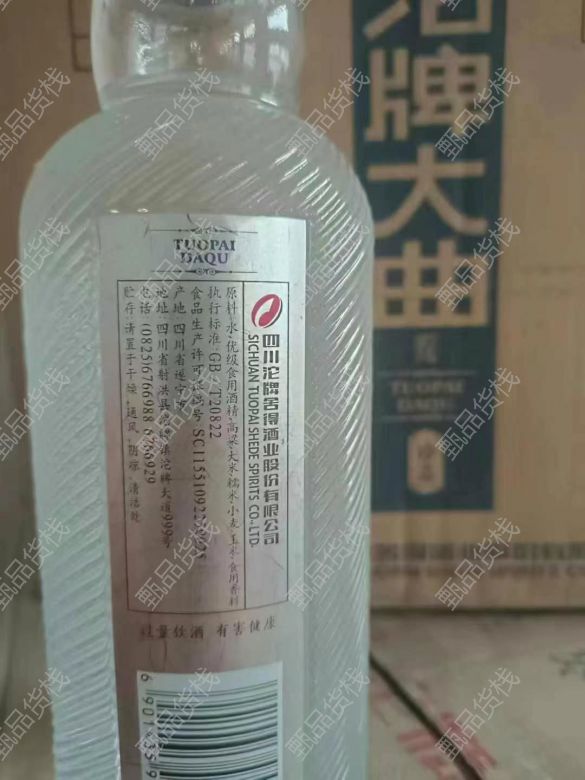 沱牌大曲
TUOPAI
DAQU
TUOPAI
DAQU
四川沱牌舍得酒业股份有限公司
SICHUAN TUOPAI SHEDE SPIRITS CO.,LTD.
原料:水、优级食用酒精、高粱、大米、糯米、小麦、玉米、食用香料
执行标准:GB/T20822
食品生产许可证编号:
产地:四川省遂宁市
地址:四川省射洪县沱牌镇沱牌大道999号
电话:(0825)6766988 6766929
贮存:请置于干燥、通风、阴凉、清洁处
过量饮酒 有害健康
甄品货栈